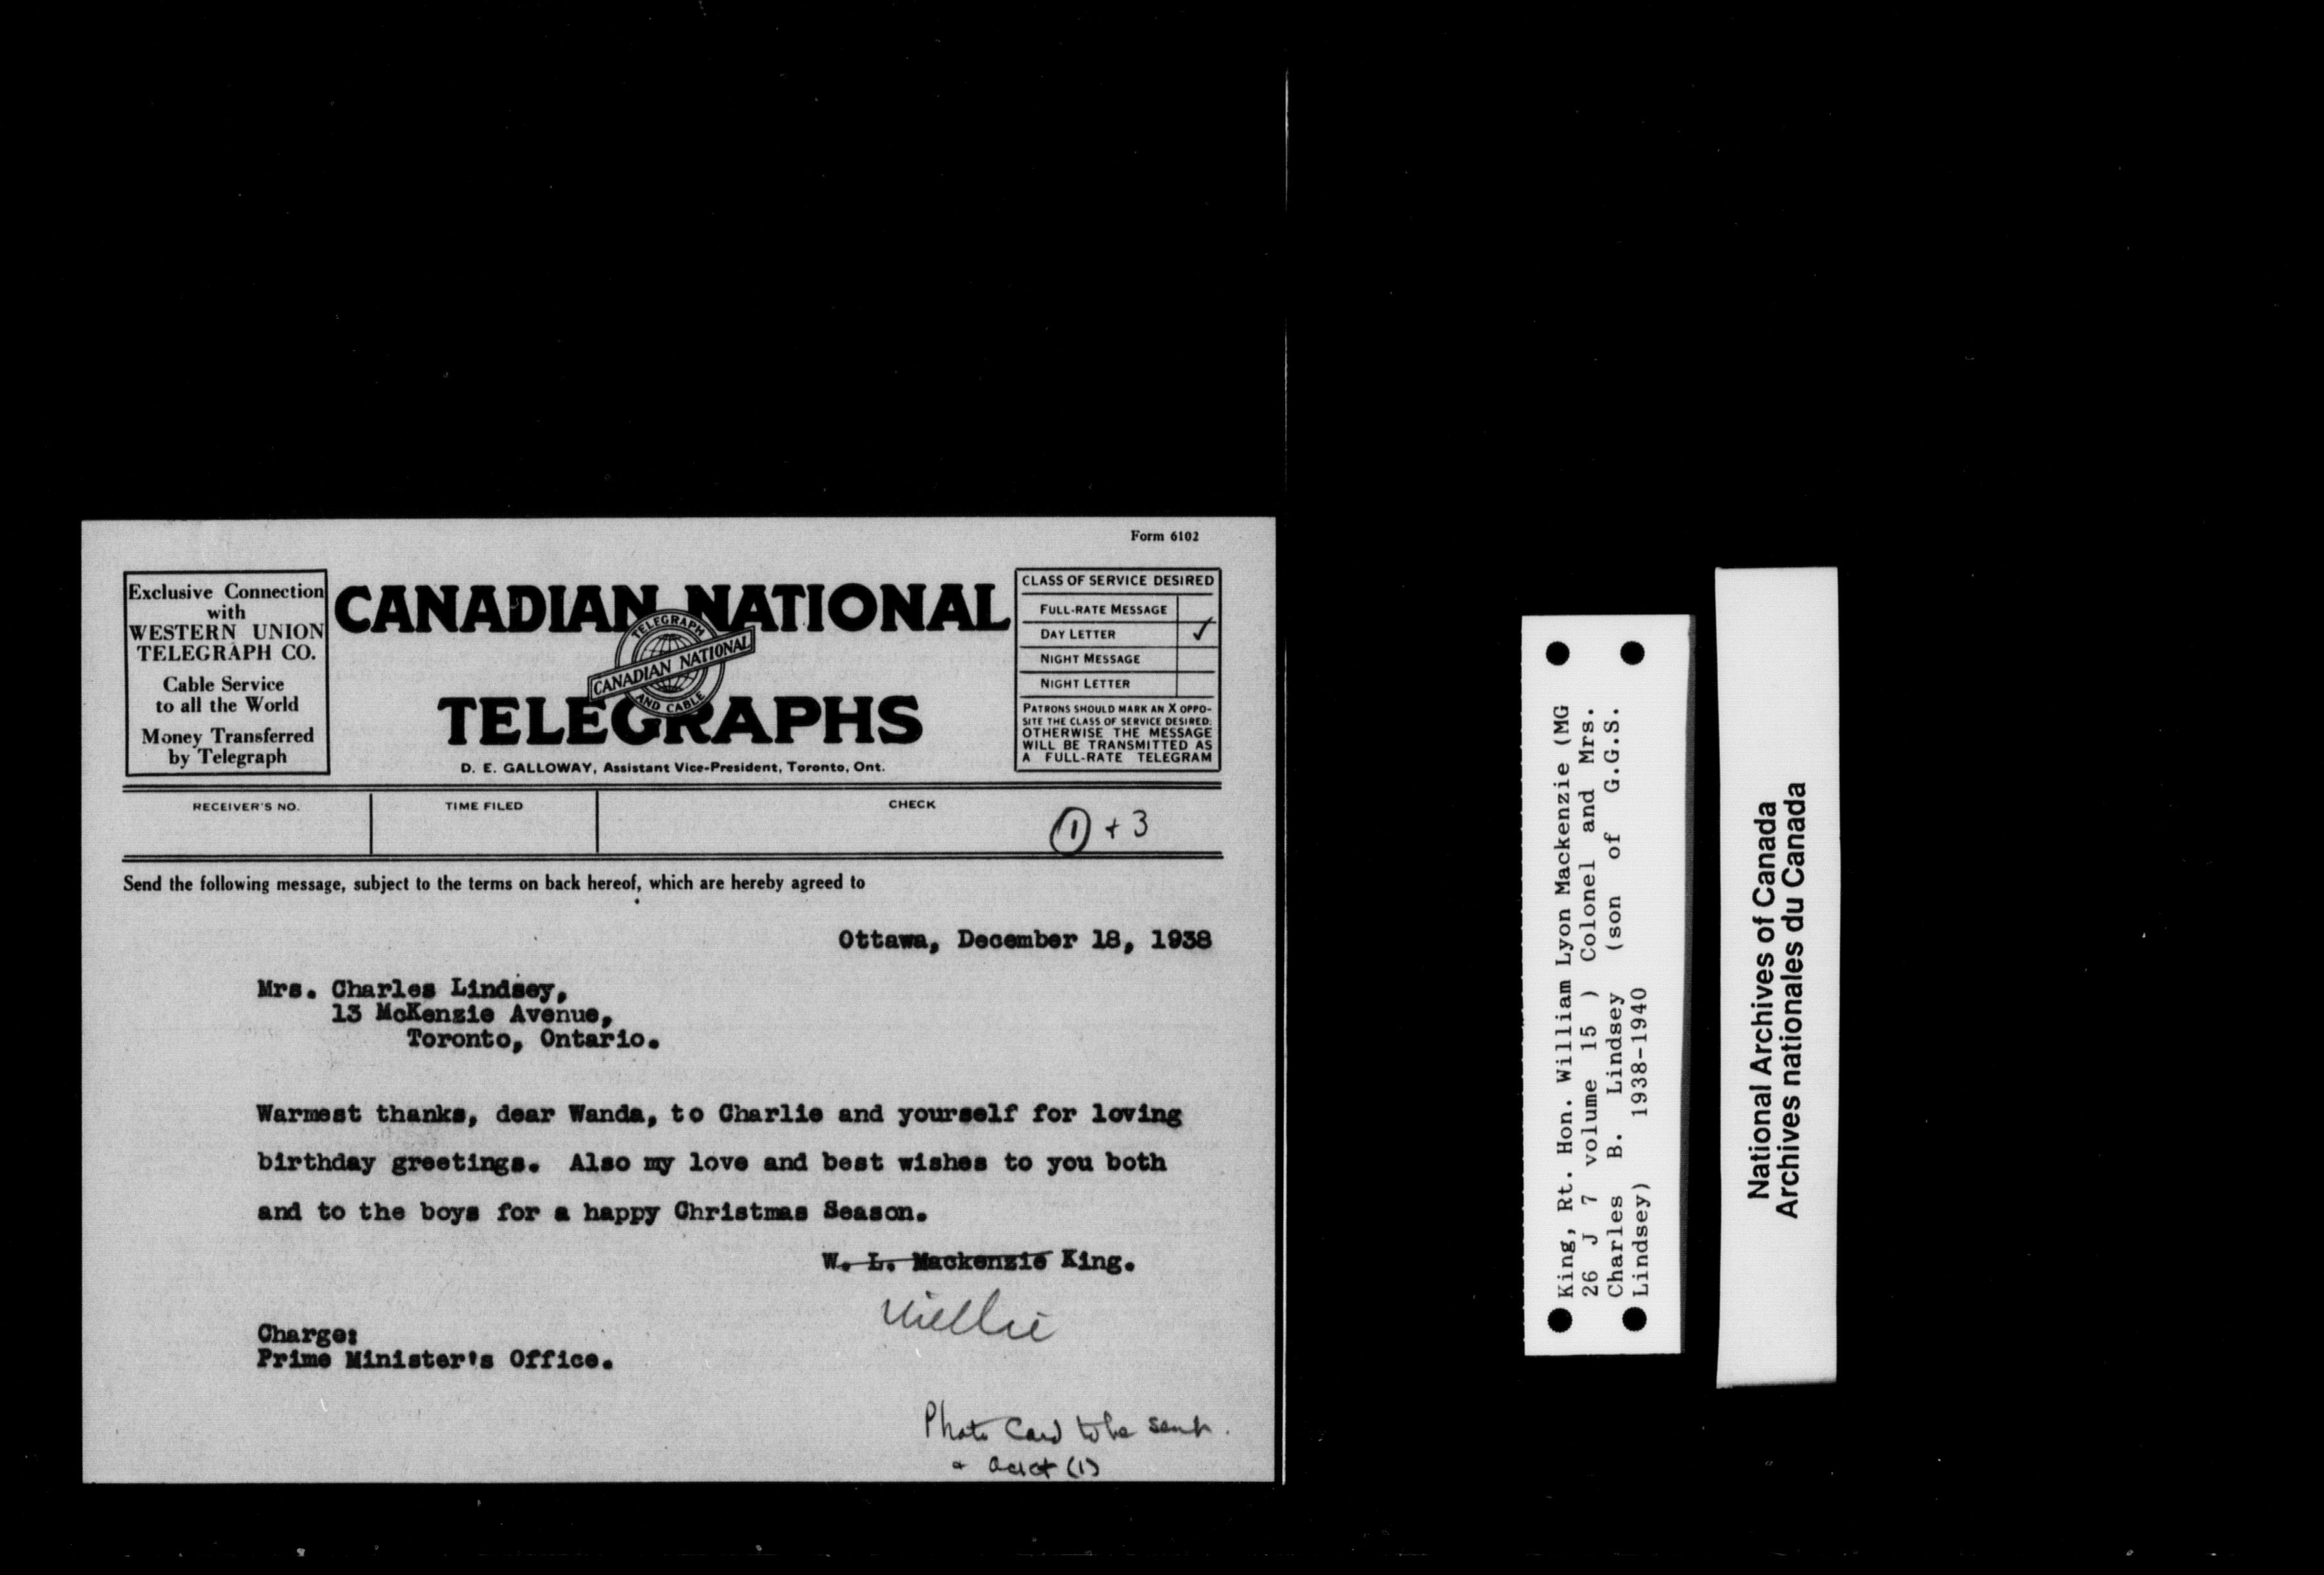 Form 6102
Exclusive Connection
with
WESTERN UNION
TELEGRAPH CO.
Cable Service
to all the World
Money Transferred
by Telegraph
CANADIAN NATIONAL
TELEGRAPH
CANADIAN NATIONAL
AND CABLE
TELEGRAPHS
D. E. GALLOWAY, Assistant Vice-President, Toronto, Ont.
CLASS OF SERVICE DESIRED
FULL-RATE MESSAGE
DAY LETTER ✓
NIGHT MESSAGE
NIGHT LETTER
PATRONS SHOULD MARK AN X OPPO-
SITE THE CLASS OF SERVICE DESIRED:
OTHERWISE THE MESSAGE
WILL BE TRANSMITTED AS
A FULL-RATE TELEGRAM
RECEIVER'S NO. TIME FILED CHECK
① + 3
Send the following message, subject to the terms on back hereof, which are hereby agreed to
Ottawa, December 18, 1938
Mrs. Charles Lindsey,
13 McKenzie Avenue,
Toronto, Ontario.
Warmest thanks, dear Wanda, to Charlie and yourself for loving
birthday greetings. Also my love and best wishes to you both
and to the boys for a happy Christmas Season.
W. L. Mackenzie King.
Willie
Charge:
Prime Minister's Office.
Photo Card to be sent.
(1)
King, Rt. Hon. William Lyon Mackenzie (MG
26 J 7 volume 15 ) Colonel and Mrs.
Charles B. Lindsey (son of G.G.S.
Lindsey) 1938-1940
National Archives of Canada
Archives nationales du Canada